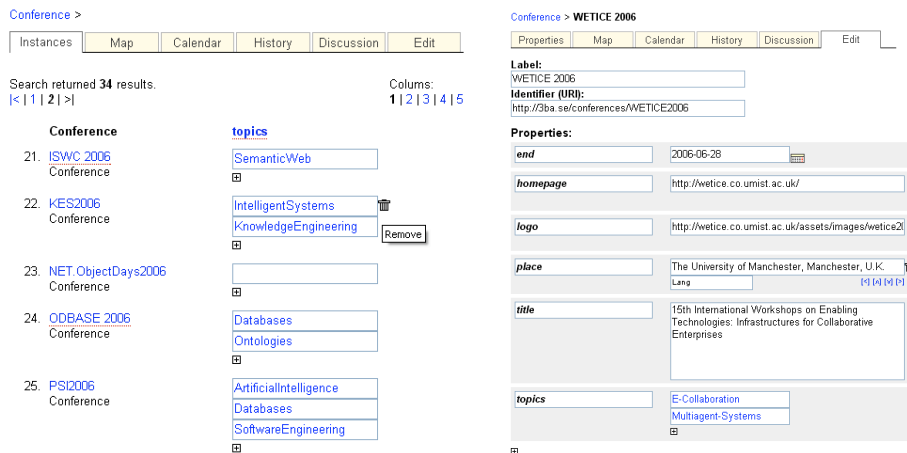 Conference >
Instances Map Calendar History Discussion Edit
Search returned 34 results.
|< | 1 | 2 | >|
Colums:
1 | 2 | 3 | 4 | 5
Conference topics
21. ISWC 2006 SemanticWeb
Conference
22. KES2006 IntelligentSystems
Conference KnowledgeEngineering
Remove
23. NET.ObjectDays2006
Conference
24. ODBASE 2006 Databases
Conference Ontologies
25. PSI2006 ArtificialIntelligence
Conference Databases
SoftwareEngineering
Conference > WETICE 2006
Properties Map Calendar History Discussion Edit
Label:
WETICE 2006
Identifier (URI):
http://3ba.se/conferences/WETICE2006
Properties:
end 2006-06-28
homepage http://wetice.co.umist.ac.uk/
logo http://wetice.co.umist.ac.uk/assets/images/wetice2
place The University of Manchester, Manchester, U.K.
Lang [<] [^] [v] [>]
title 15th International Workshops on Enabling
Technologies: Infrastructures for Collaborative
Enterprises
topics E-Collaboration
Multiagent-Systems